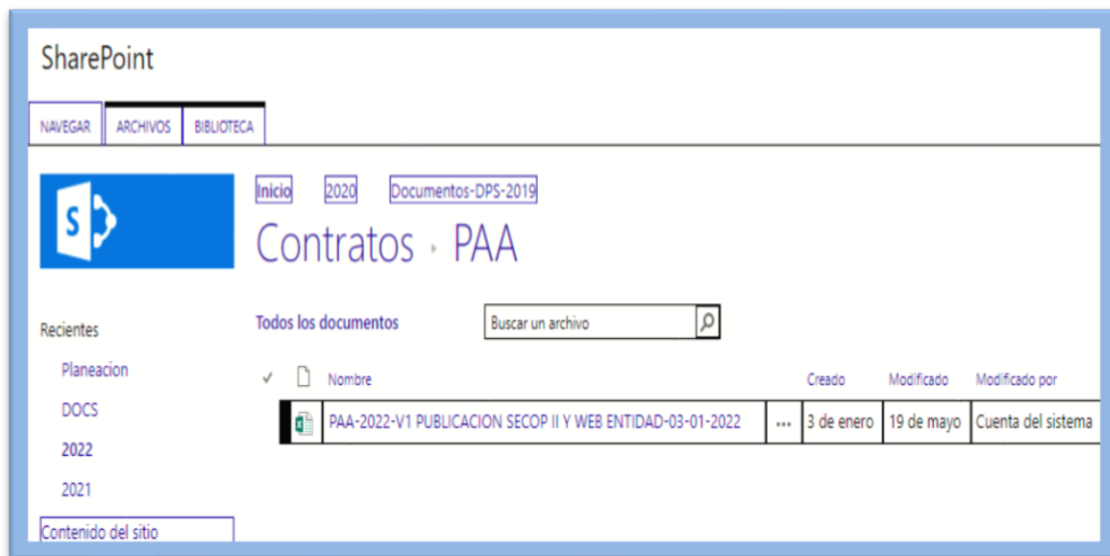 SharePoint
NAVEGAR ARCHIVOS BIBLIOTECA
S
Inicio 2020 Documentos-DPS-2019
Contratos PAA
Recientes
Planeacion
DOCS
2022
2021
Contenido del sitio
Todos los documentos Buscar un archivo
Nombre Creado Modificado Modificado por
PAA-2022-V1 PUBLICACION SECOP II Y WEB ENTIDAD-03-01-2022 ... 3 de enero 19 de mayo Cuenta del sistema